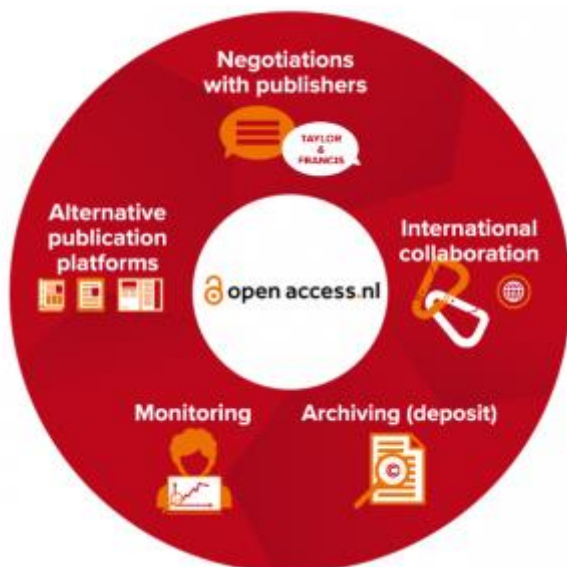 Negotiations
with publishers
TAYLOR
&
FRANCIS
Alternative
publication
platforms
International
collaboration
open access.nl
Monitoring
Archiving (deposit)
©